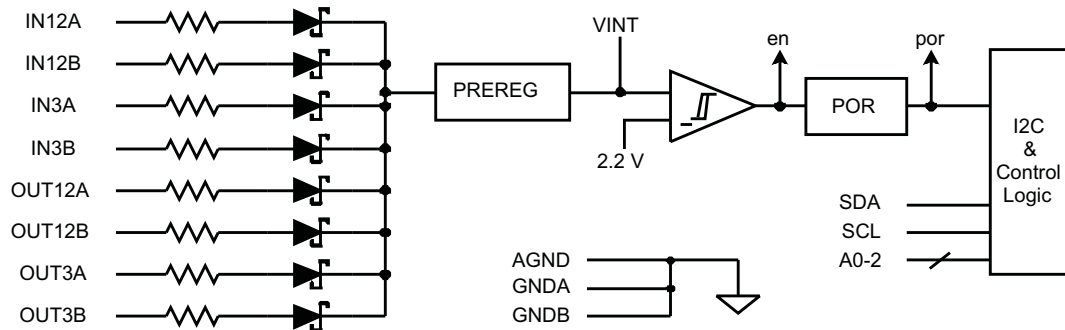 IN12A
IN12B
IN3A
IN3B
OUT12A
OUT12B
OUT3A
OUT3B
PREREG
VINT
2.2 V
en
POR
por
I2C
&
Control
Logic
SDA
SCL
A0-2
AGND
GNDA
GNDB